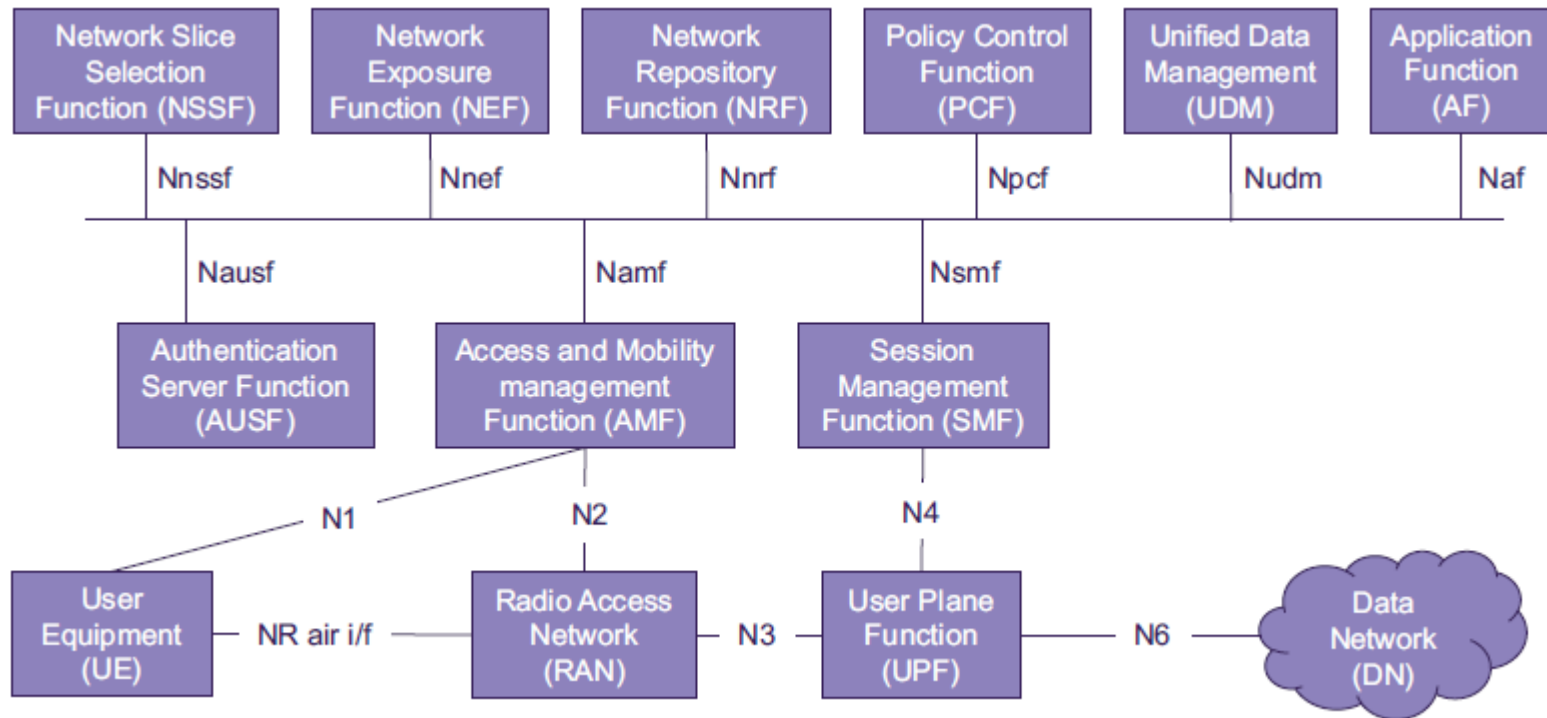 Network Slice
Selection
Function (NSSF)
Network
Exposure
Function (NEF)
Network
Repository
Function (NRF)
Policy Control
Function
(PCF)
Unified Data
Management
(UDM)
Application
Function
(AF)
Nnssf
Nnef
Nnrf
Npcf
Nudm
Naf
Nausf
Namf
Nsmf
Authentication
Server Function
(AUSF)
Access and Mobility
management
Function (AMF)
Session
Management
Function (SMF)
N1
N2
N4
User
Equipment
(UE)
NR air i/f
Radio Access
Network
(RAN)
N3
User Plane
Function
(UPF)
N6
Data
Network
(DN)